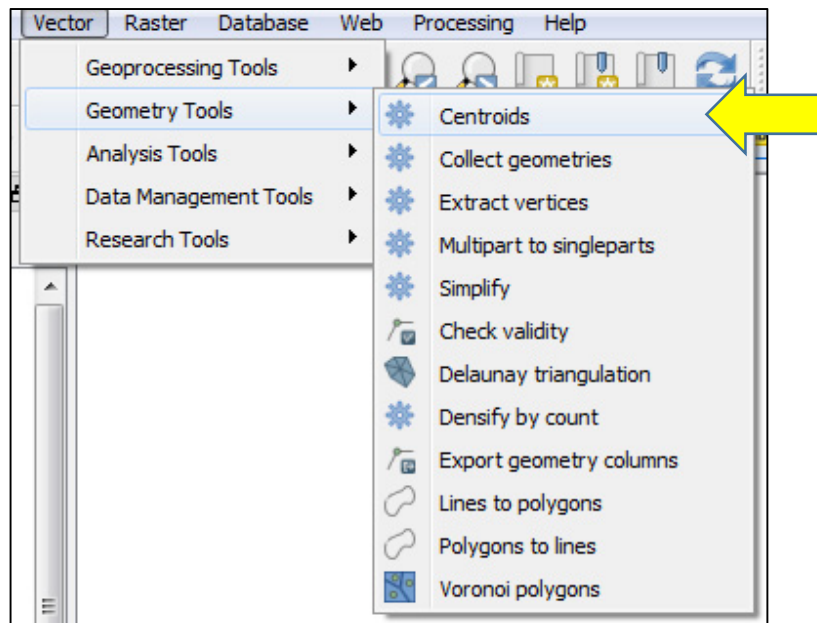 Vector Raster Database Web Processing Help
Geoprocessing Tools
Geometry Tools
Analysis Tools
Data Management Tools
Research Tools
Centroids
Collect geometries
Extract vertices
Multipart to singleparts
Simplify
Check validity
Delaunay triangulation
Densify by count
Export geometry columns
Lines to polygons
Polygons to lines
Voronoi polygons